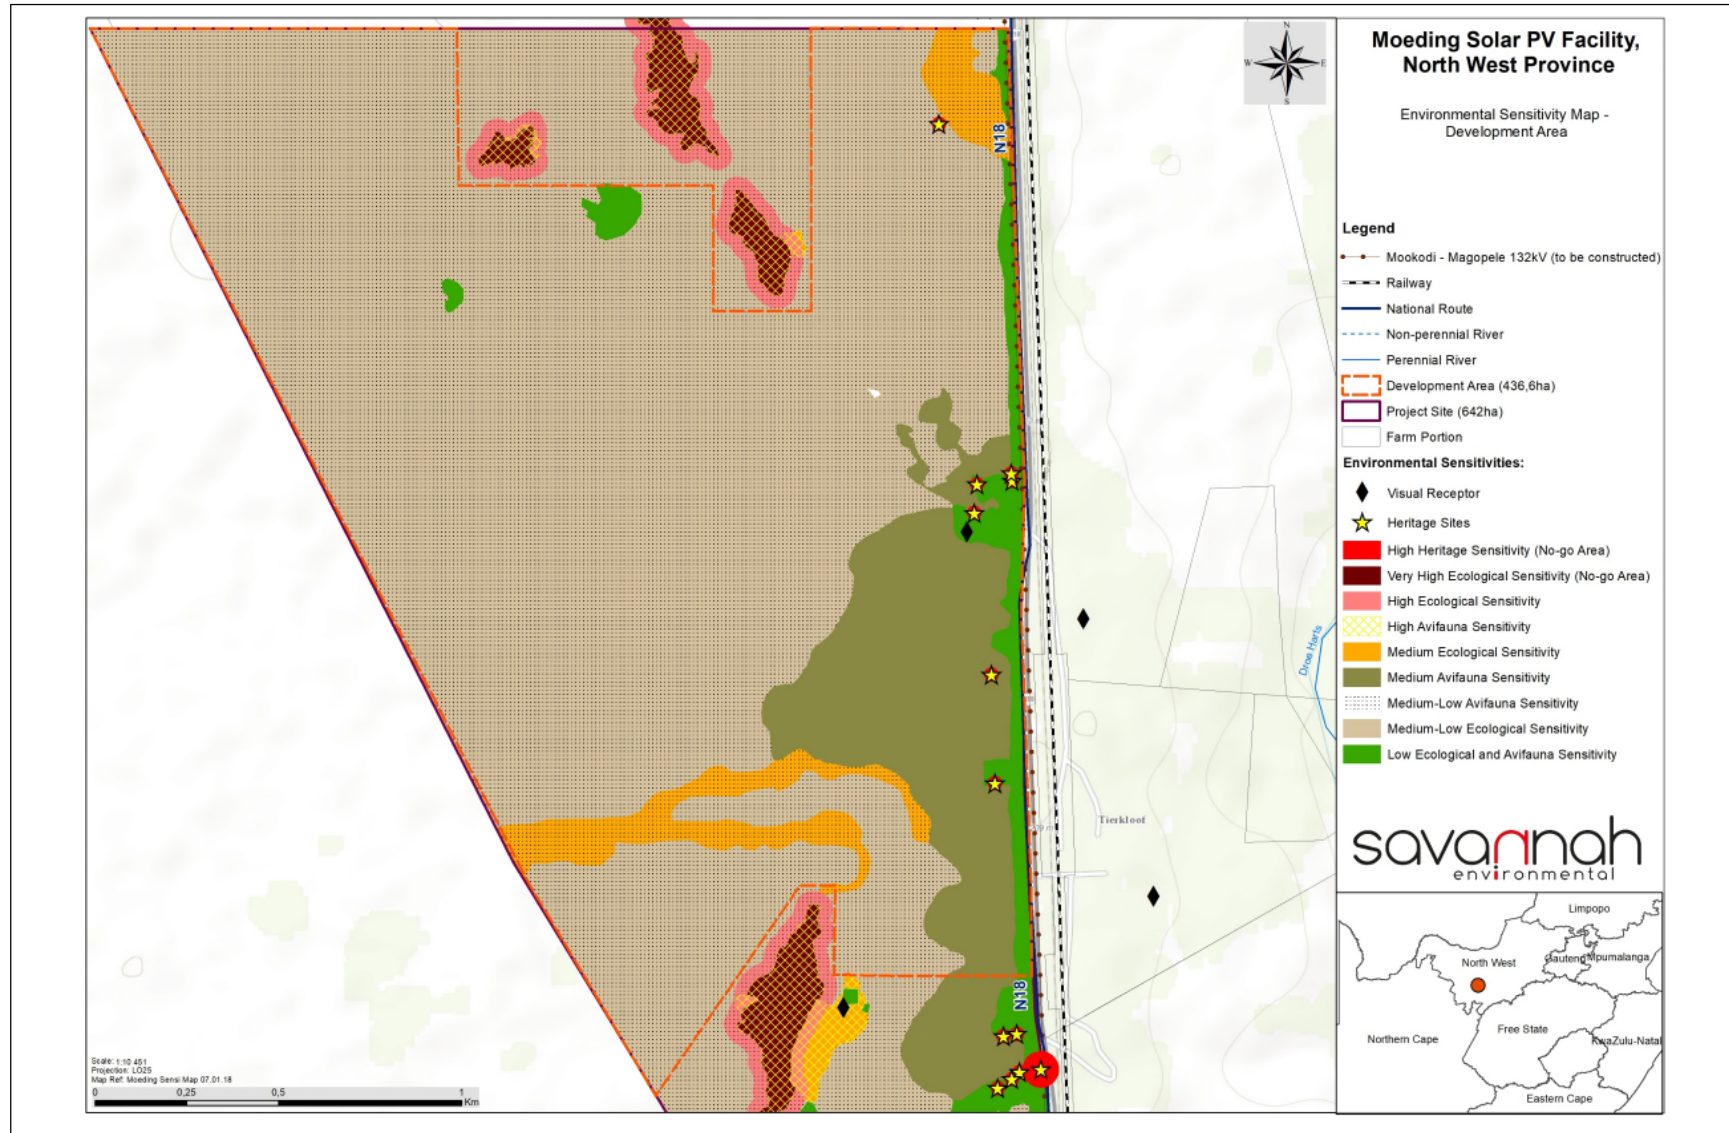 Moeding Solar PV Facility,
North West Province
Environmental Sensitivity Map -
Development Area
Legend
Mookodi - Magopele 132kV (to be constructed)
Railway
National Route
Non-perennial River
Perennial River
Development Area (436,6ha)
Project Site (642ha)
Farm Portion
Environmental Sensitivities:
Visual Receptor
Heritage Sites
High Heritage Sensitivity (No-go Area)
Very High Ecological Sensitivity (No-go Area)
High Ecological Sensitivity
High Avifauna Sensitivity
Medium Ecological Sensitivity
Medium Avifauna Sensitivity
Medium-Low Avifauna Sensitivity
Medium-Low Ecological Sensitivity
Low Ecological and Avifauna Sensitivity
savannah
environmental
Limpopo
North West
Gauteng
Mpumalanga
Northern Cape
Free State
KwaZulu-Natal
Eastern Cape
N
W
E
S
N18
Droe Harts
Tierkloof
N18
Scale: 1:10 451
Projection: LO25
Map Ref: Moeding Sensi Map 07.01.18
0 0,25 0,5 1
Km